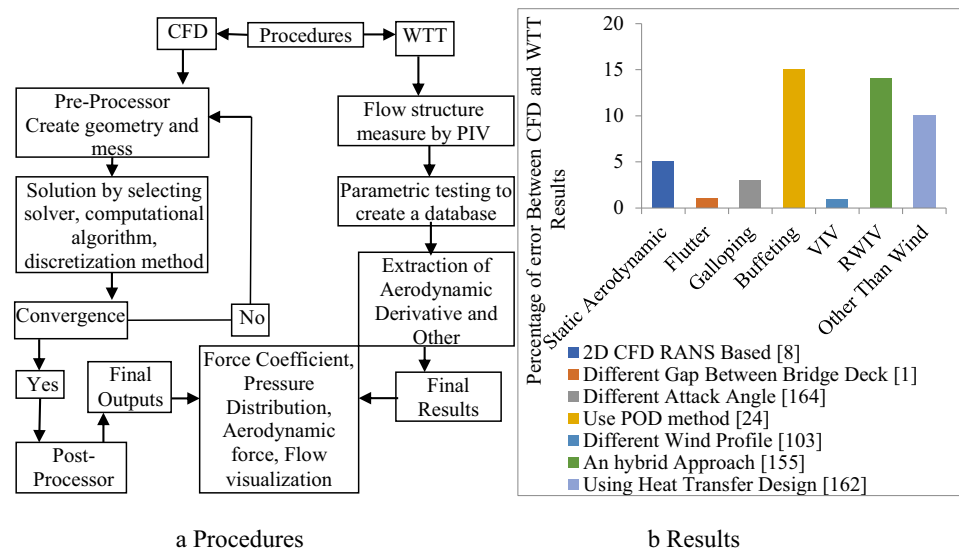 CFD
Procedures
WTT
Pre-Processor
Create geometry and
mess
Solution by selecting
solver, computational
algorithm,
discretization method
Convergence
No
Yes
Post-
Processor
Final
Outputs
Flow structure
measure by PIV
Parametric testing to
create a database
Extraction of
Aerodynamic
Derivative and
Other
Final
Results
Force Coefficient,
Pressure
Distribution,
Aerodynamic
force, Flow
visualization
a Procedures
Percentage of error Between CFD and WTT
Results
20
15
10
5
0
Static Aerodynamic
Flutter
Galloping
Buffeting
VIV
RWIV
Other Than Wind
2D CFD RANS Based [8]
Different Gap Between Bridge Deck [1]
Different Attack Angle [164]
Use POD method [24]
Different Wind Profile [103]
An hybrid Approach [155]
Using Heat Transfer Design [162]
b Results